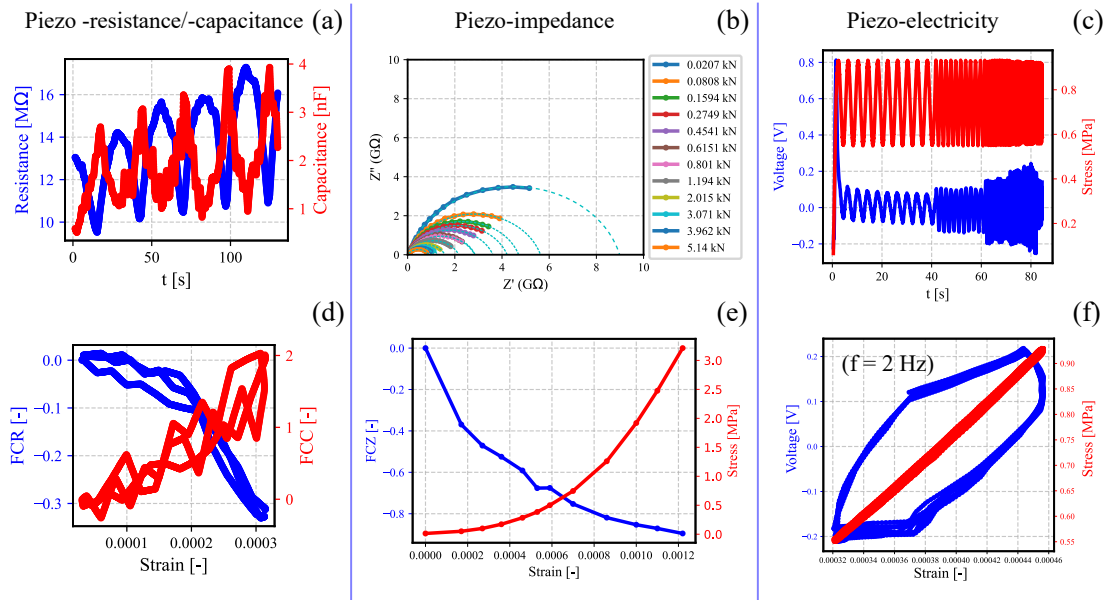 Piezo -resistance/-capacitance
(a)
Resistance [MΩ]
16
14
12
10
Capacitance [nF]
4
3
2
1
0
50
100
t [s]
Piezo-impedance
(b)
Z'' (GΩ)
10
8
6
4
2
0
0
2
4
6
8
10
Z' (GΩ)
0.0207 kN
0.0808 kN
0.1594 kN
0.2749 kN
0.4541 kN
0.6151 kN
0.801 kN
1.194 kN
2.015 kN
3.071 kN
3.962 kN
5.14 kN
Piezo-electricity
(c)
Voltage [V]
0.8
0.6
0.4
0.2
0.0
−0.2
Stress [MPa]
0.8
0.6
0.4
0.2
0
20
40
60
80
t [s]
(d)
FCR [-]
0.0
−0.1
−0.2
−0.3
FCC [-]
2
1
0
0.0001
0.0002
0.0003
Strain [-]
(e)
FCZ [-]
0.0
−0.2
−0.4
−0.6
−0.8
Stress [MPa]
3.0
2.5
2.0
1.5
1.0
0.5
0.0
0.0000
0.0002
0.0004
0.0006
0.0008
0.0010
0.0012
Strain [-]
(f)
(f = 2 Hz)
Voltage [V]
0.2
0.1
0.0
−0.1
−0.2
Stress [MPa]
0.90
0.85
0.80
0.75
0.70
0.65
0.60
0.55
0.00032
0.00034
0.00036
0.00038
0.00040
0.00042
0.00044
0.00046
Strain [-]